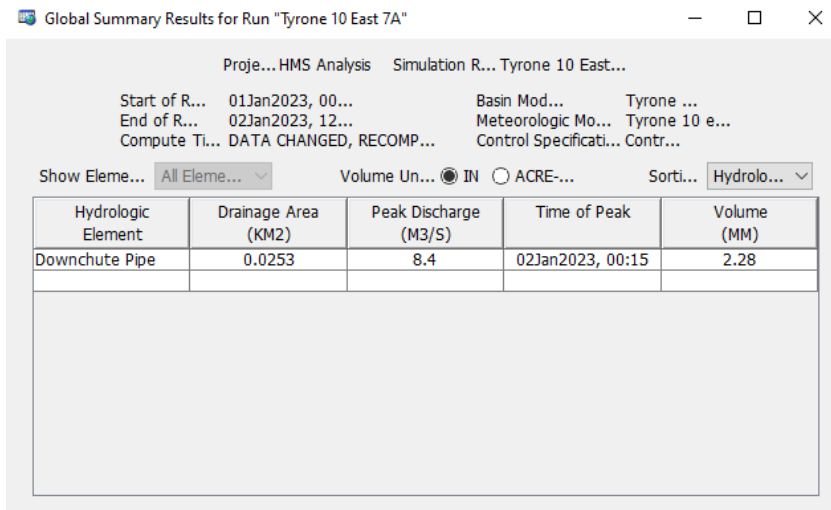 Global Summary Results for Run "Tyrone 10 East 7A"
Proje... HMS Analysis Simulation R... Tyrone 10 East...
Start of R... 01Jan2023, 00... Basin Mod... Tyrone ...
End of R... 02Jan2023, 12... Meteorologic Mo... Tyrone 10 e...
Compute Ti... DATA CHANGED, RECOMP... Control Specificati... Contr...
Show Eleme... All Eleme... Volume Un... IN ACRE-... Sorti... Hydrolo...
Hydrologic Drainage Area Peak Discharge Time of Peak Volume
Element (KM2) (M3/S) (MM)
Downchute Pipe 0.0253 8.4 02Jan2023, 00:15 2.28